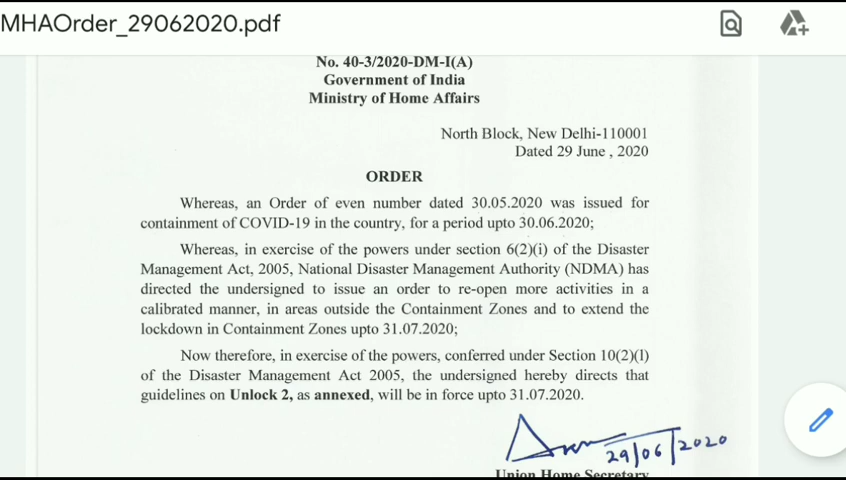 MHAOrder_29062020.pdf
No. 40-3/2020-DM-I(A)
Government of India
Ministry of Home Affairs
North Block, New Delhi-110001
Dated 29 June , 2020
ORDER
Whereas, an Order of even number dated 30.05.2020 was issued for
containment of COVID-19 in the country, for a period upto 30.06.2020;
Whereas, in exercise of the powers under section 6(2)(i) of the Disaster
Management Act, 2005, National Disaster Management Authority (NDMA) has
directed the undersigned to issue an order to re-open more activities in a
calibrated manner, in areas outside the Containment Zones and to extend the
lockdown in Containment Zones upto 31.07.2020;
Now therefore, in exercise of the powers, conferred under Section 10(2)(l)
of the Disaster Management Act 2005, the undersigned hereby directs that
guidelines on Unlock 2, as annexed, will be in force upto 31.07.2020.
29/06/2020
Union Home Secretary